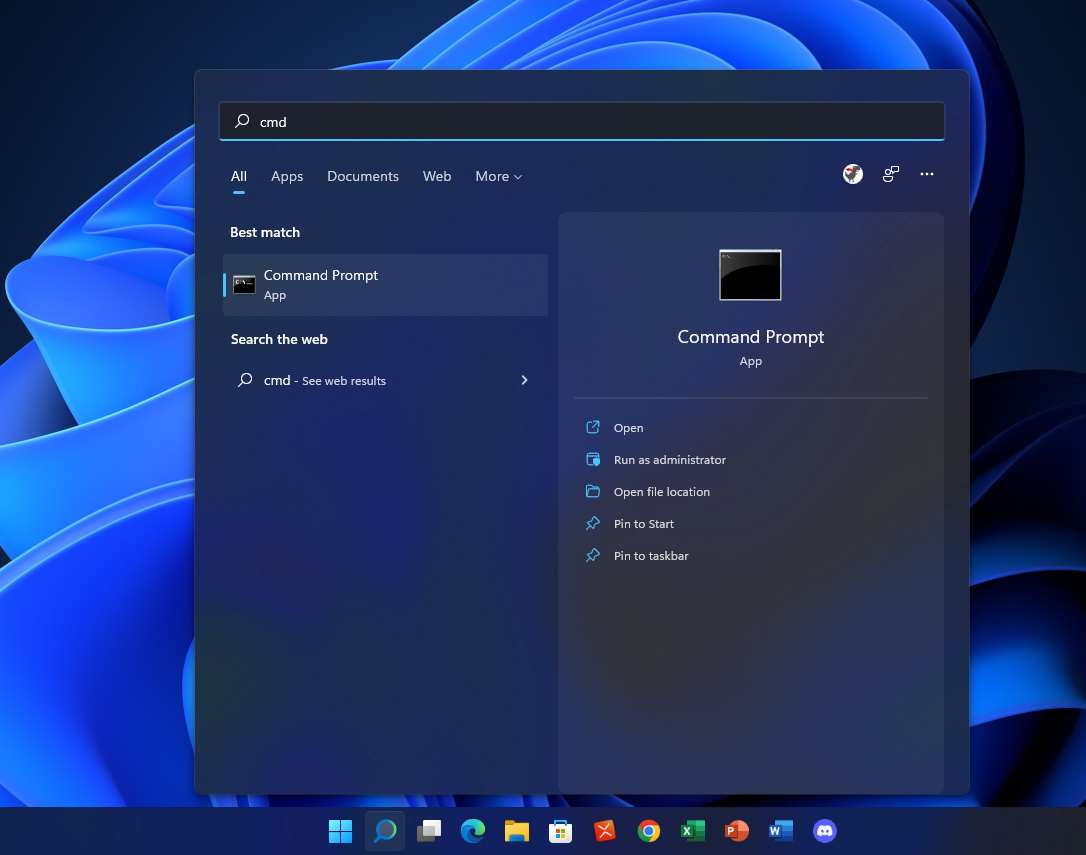 cmd
All Apps Documents Web More
Best match
Command Prompt
App
Search the web
cmd - See web results
Command Prompt
App
Open
Run as administrator
Open file location
Pin to Start
Pin to taskbar